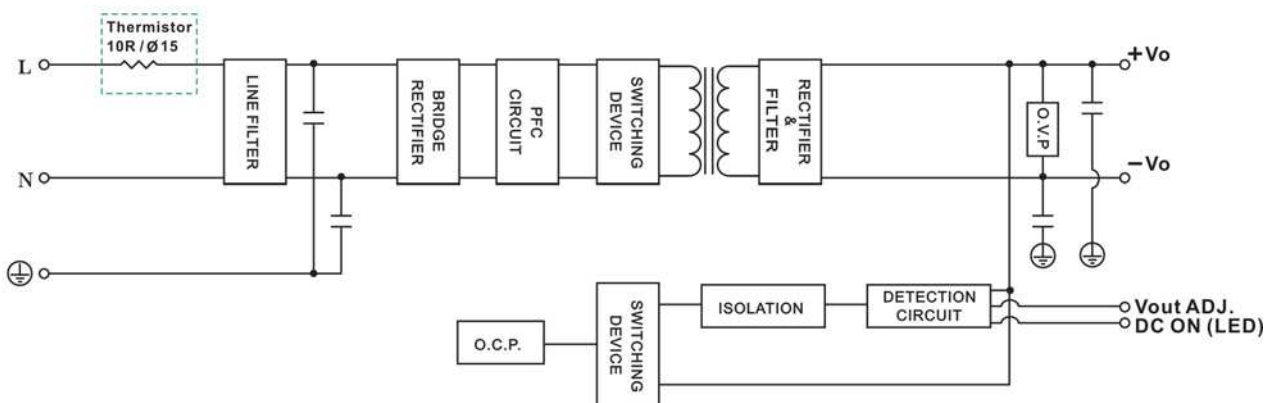 Thermistor
10R / Ø 15
L
N
LINE FILTER
BRIDGE
RECTIFIER
PFC
CIRCUIT
SWITCHING
DEVICE
RECTIFIER
&
FILTER
+Vo
O.V.P
−Vo
O.C.P.
SWITCHING
DEVICE
ISOLATION
DETECTION
CIRCUIT
Vout ADJ.
DC ON (LED)